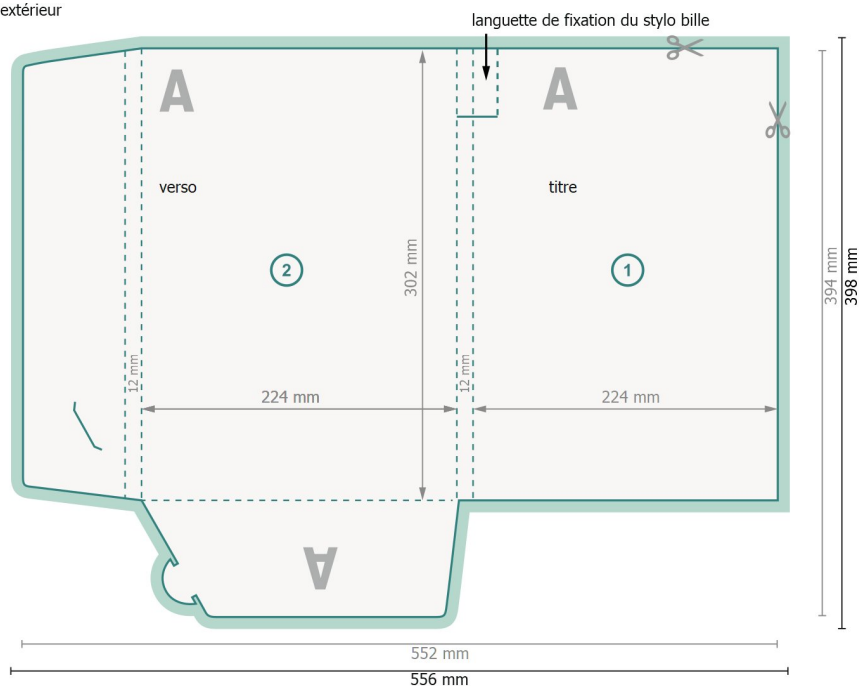 extérieur
languette de fixation du stylo bille
A
A
verso
titre
2
1
302 mm
394 mm
398 mm
12 mm
12 mm
224 mm
224 mm
A
552 mm
556 mm